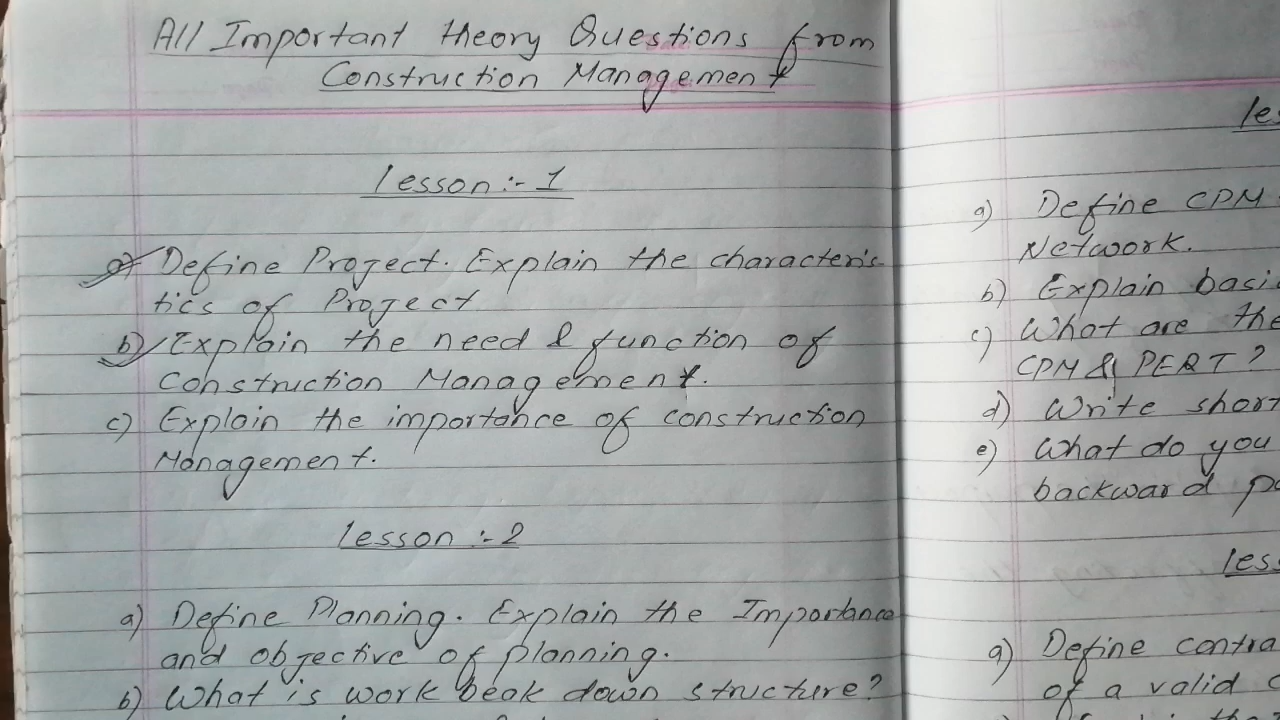 All Important theory Questions from
Construction Management
lesson :- 1
a) Define Project. Explain the characteris
tics of Project
b) Explain the need & function of
Construction Management.
c) Explain the importance of construction
Management.
lesson :- 2
a) Define Planning. Explain the Importance
and objective of planning.
b) What is work beak down structure?
les
a) Define CPM
Network.
b) Explain basi
c) What are the
CPM & PERT?
d) Write short
e) What do you
backward pa
les
a) Define contra
of a valid c